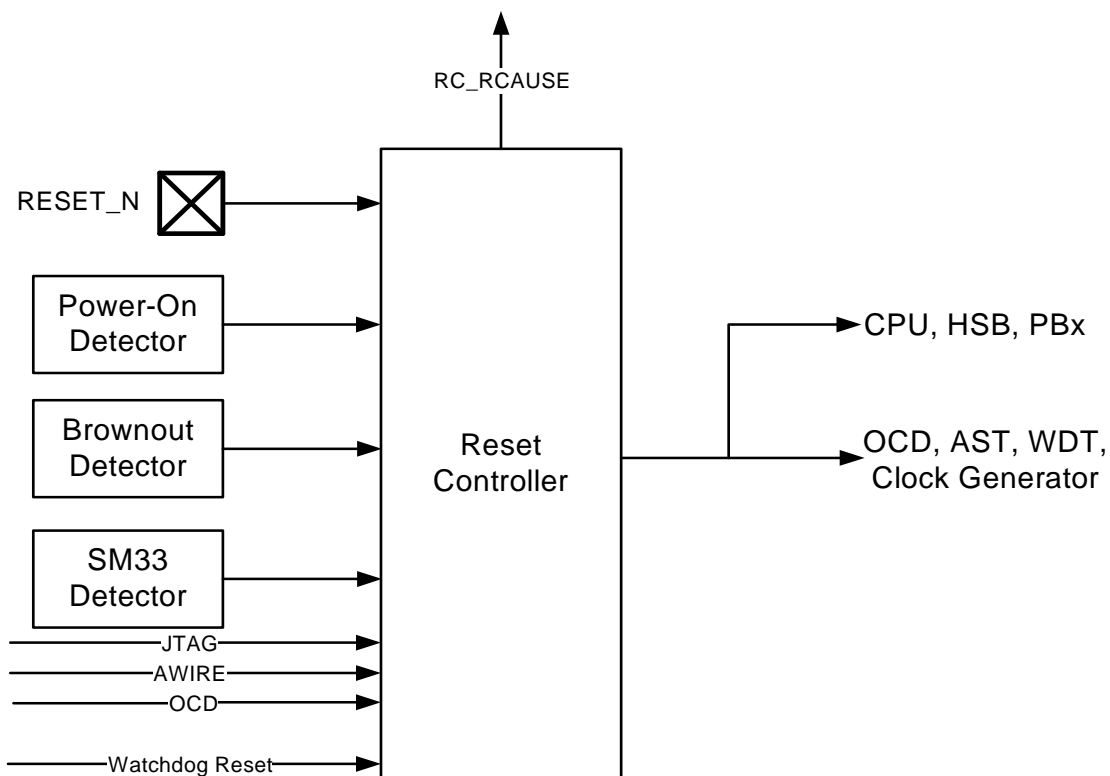 RC_RCAUSE
RESET_N
Power-On
Detector
CPU, HSB, PBx
Brownout
Detector
Reset
Controller
OCD, AST, WDT,
Clock Generator
SM33
Detector
JTAG
AWIRE
OCD
Watchdog Reset